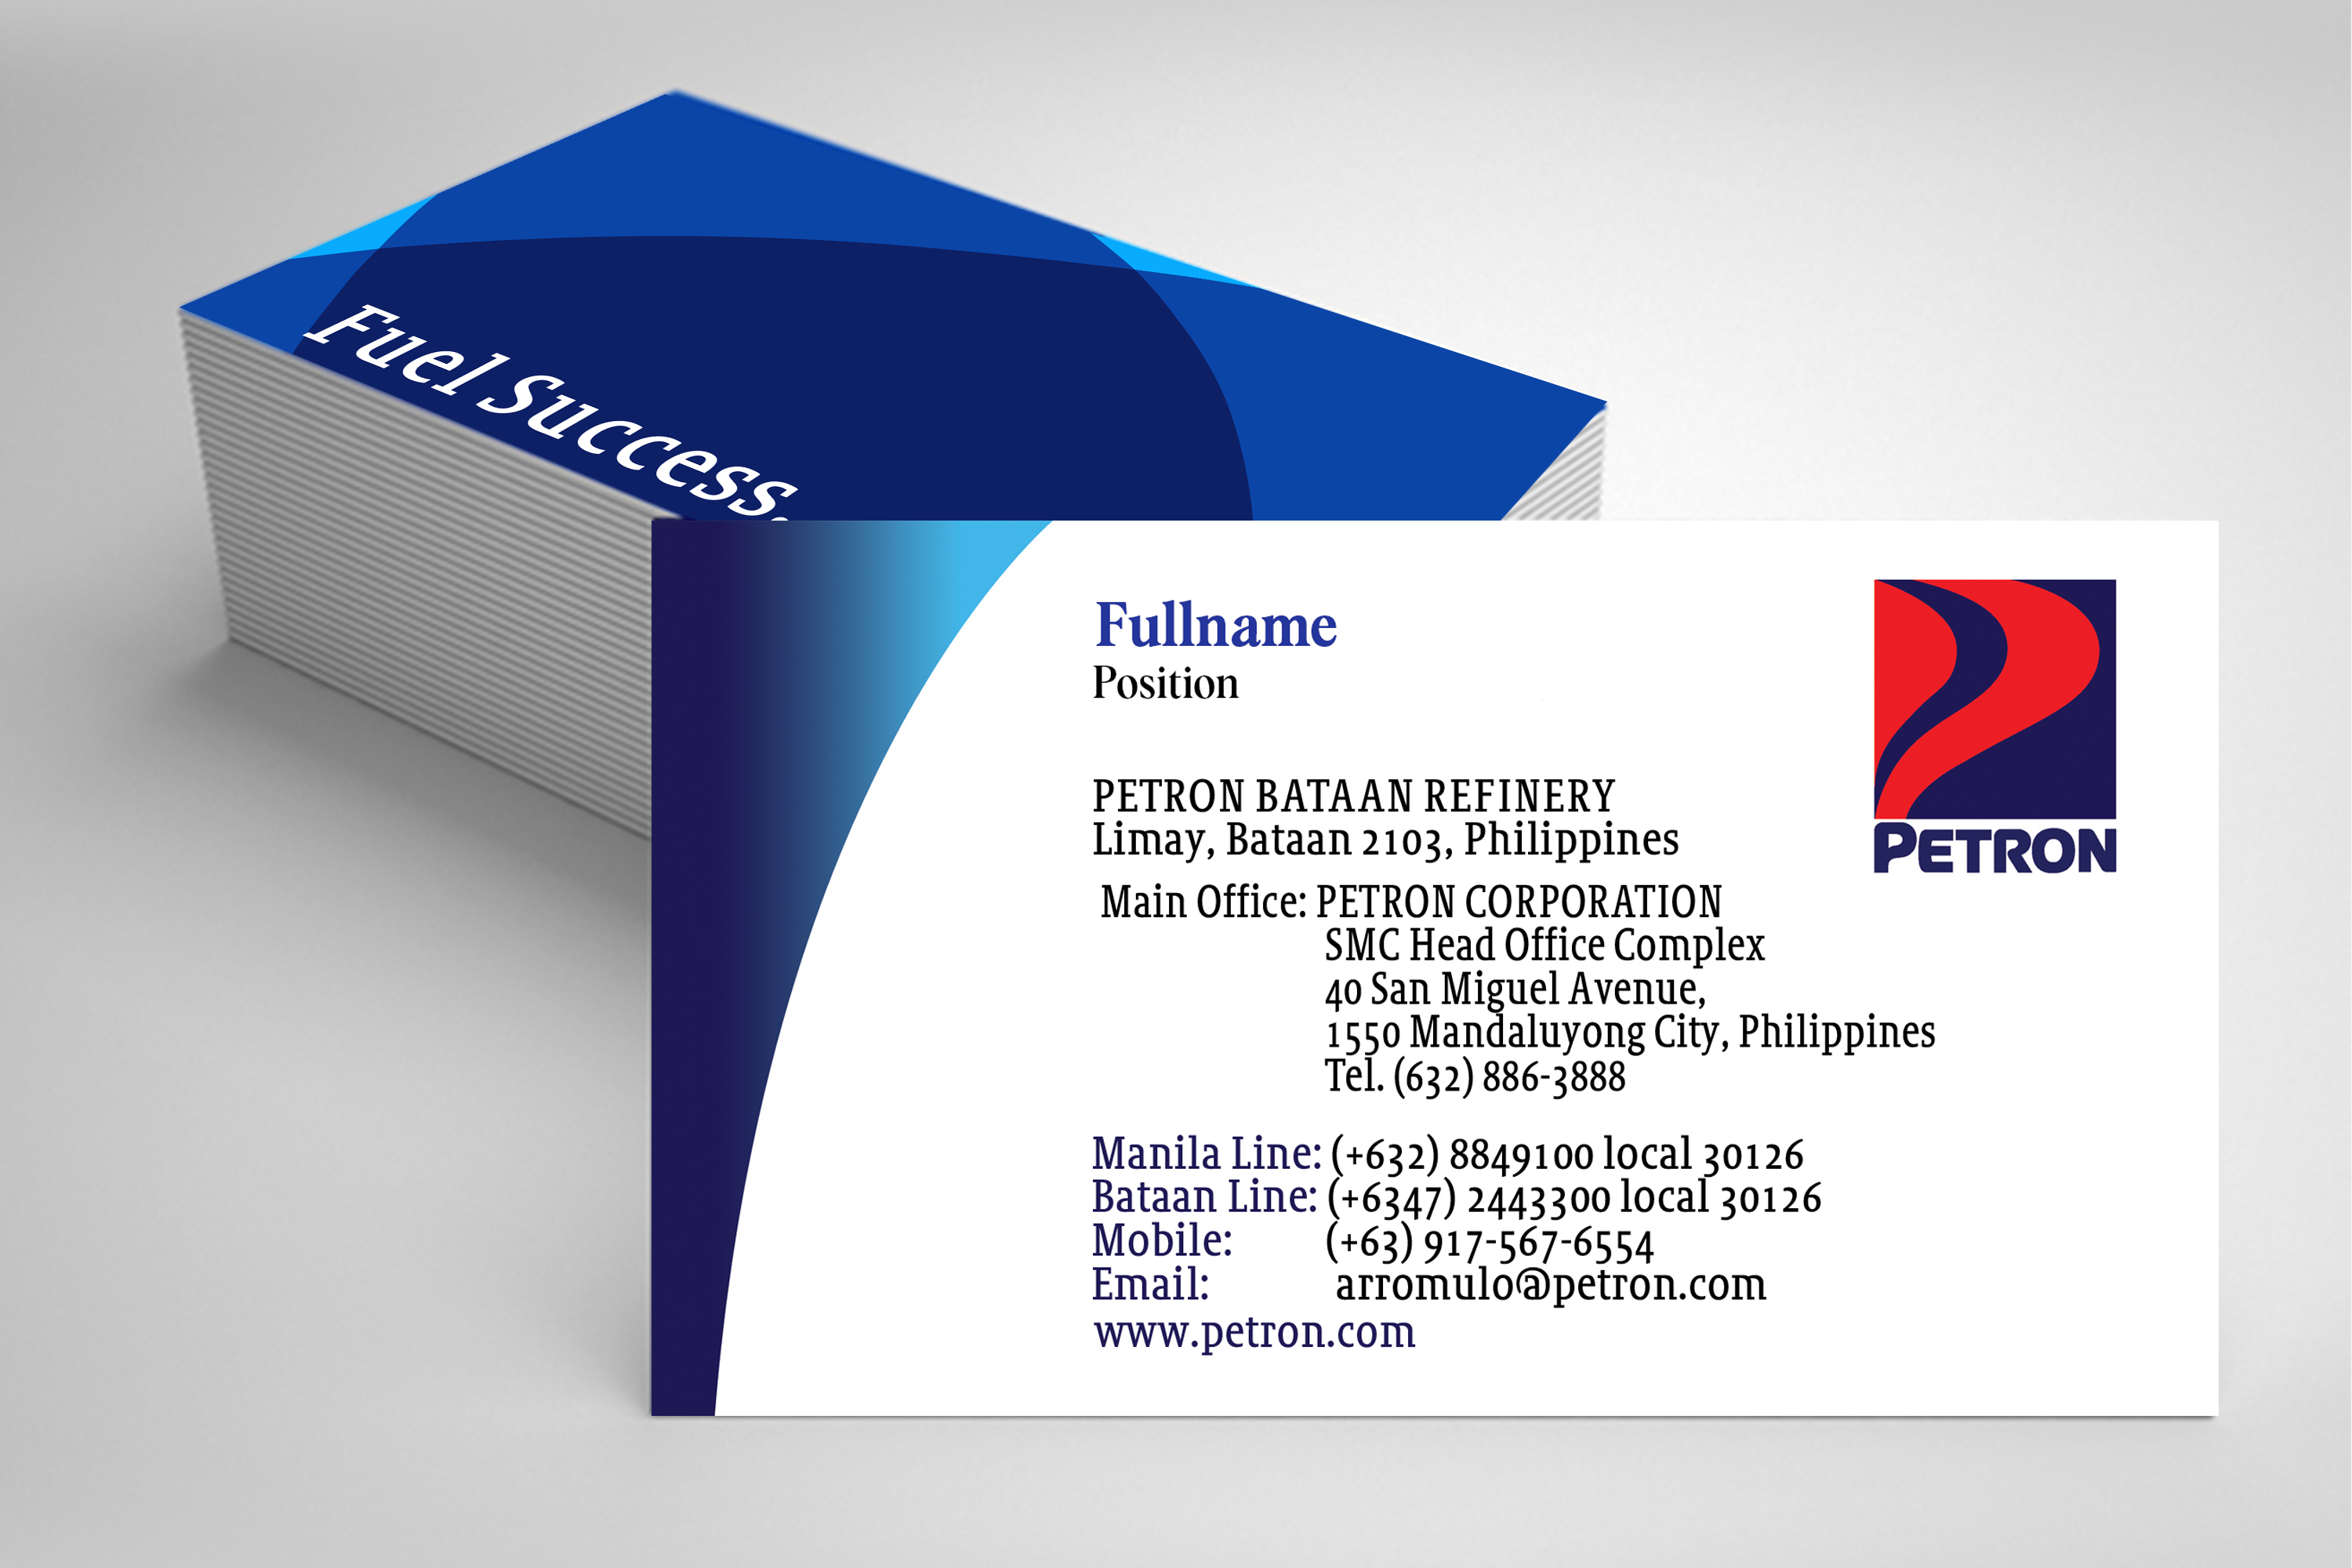 Fuel Success.
Fullname
Position
PETRON
PETRON BATAAN REFINERY
Limay, Bataan 2103, Philippines
Main Office: PETRON CORPORATION
SMC Head Office Complex
40 San Miguel Avenue,
1550 Mandaluyong City, Philippines
Tel. (632) 886-3888
Manila Line: (+632) 8849100 local 30126
Bataan Line: (+6347) 2443300 local 30126
Mobile: (+63) 917-567-6554
Email: arromulo@petron.com
www.petron.com